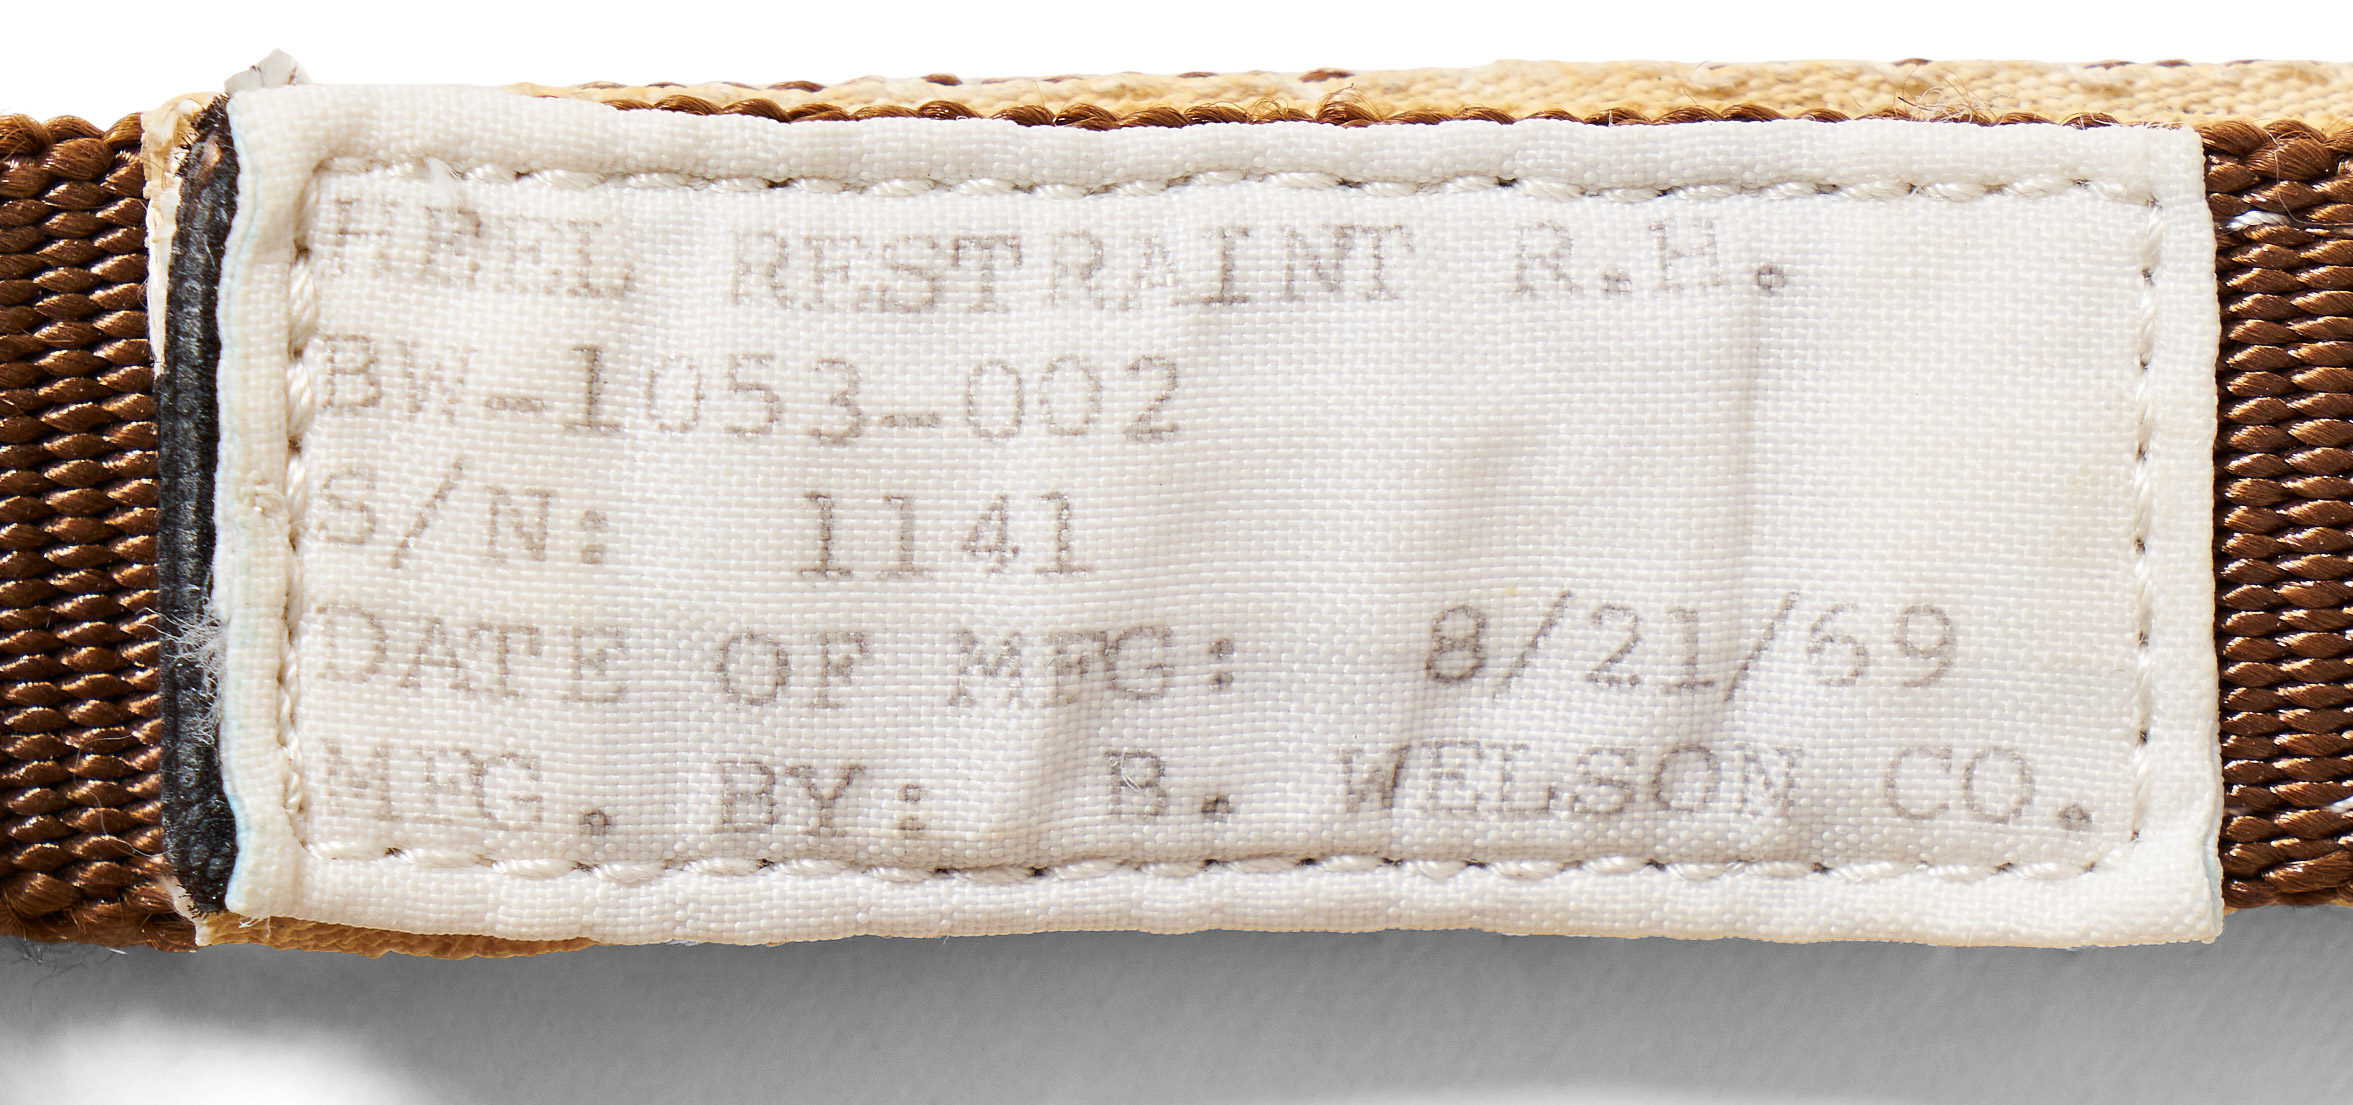 HEEL RESTRAINT R.H.
BW-1053-002
S/N: 1141
DATE OF MFG: 8/21/69
MFG. BY: B. WELSON CO.